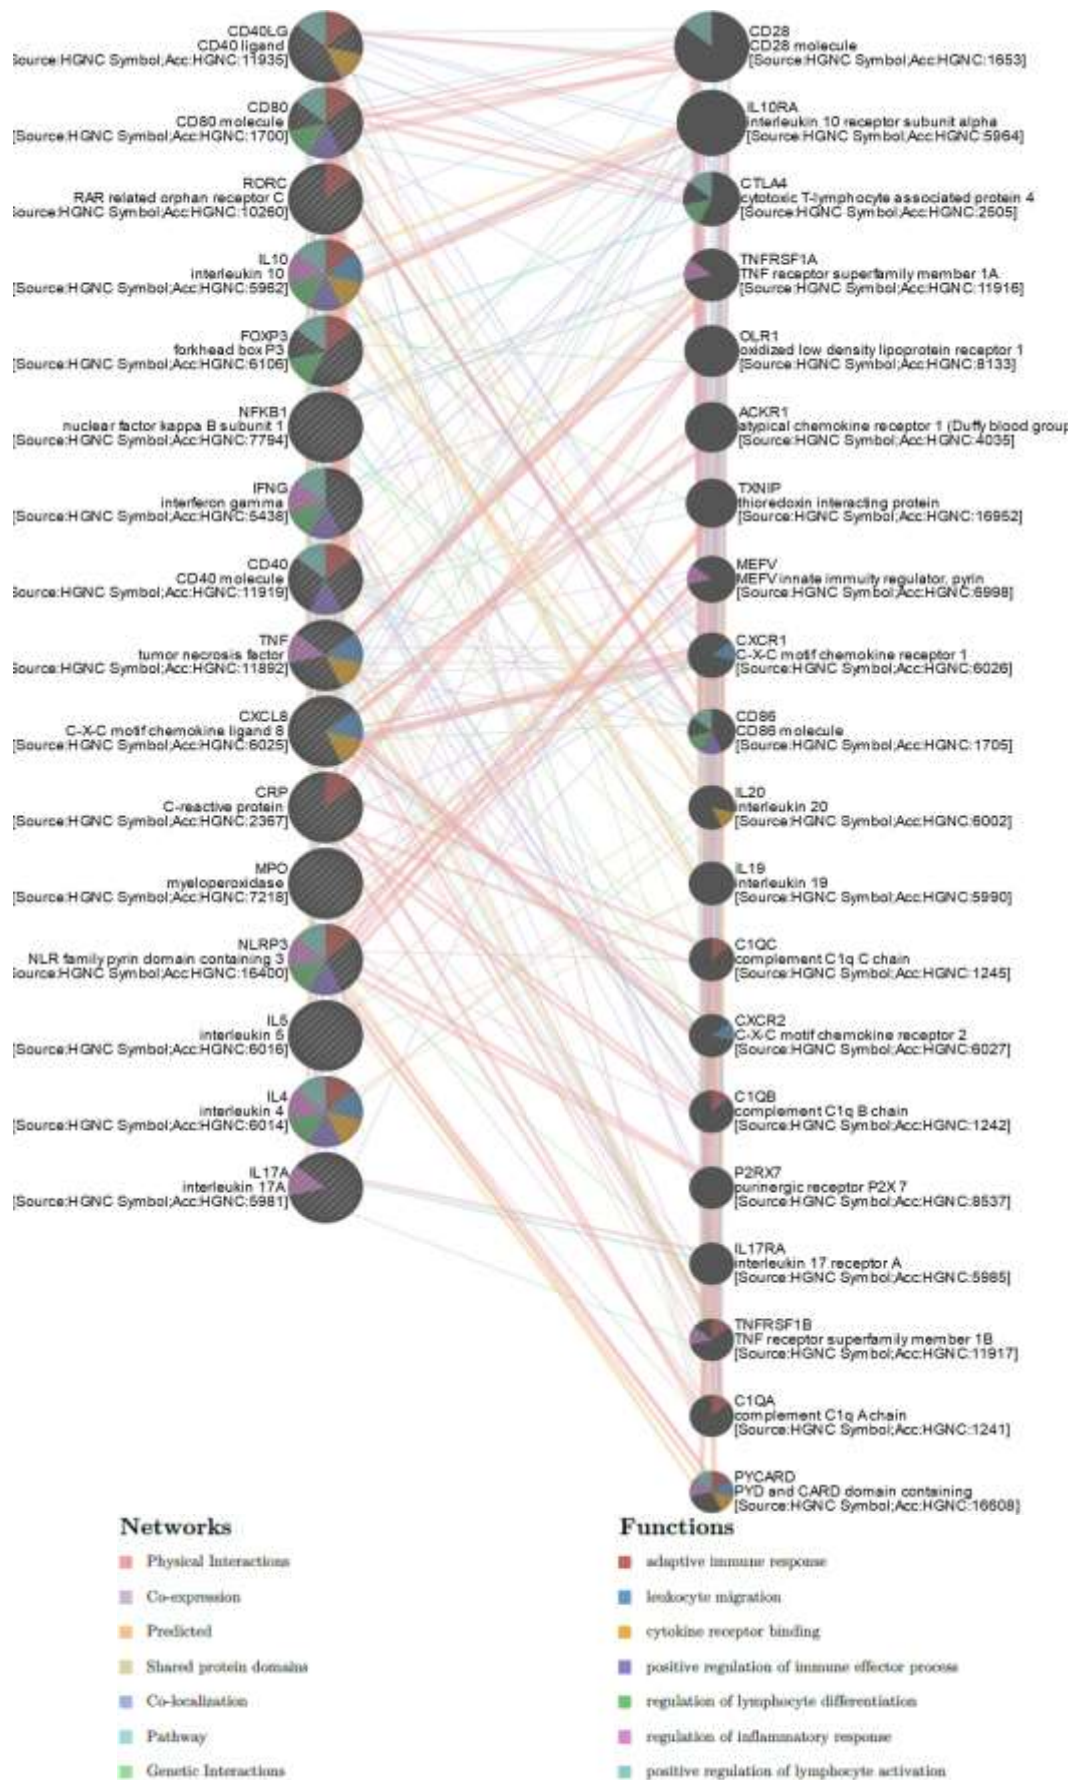 CD40LG
CD40 ligand
Source:HGNC Symbol;Acc:HGNC:11935]
CD80
CD80 molecule
[Source:HGNC Symbol;Acc:HGNC:1700]
RORC
RAR related orphan receptor C
Source:HGNC Symbol;Acc:HGNC:10260]
IL10
interleukin 10
[Source:HGNC Symbol;Acc:HGNC:5962]
FOXP3
forkhead box P3
[Source:HGNC Symbol;Acc:HGNC:6106]
NFKB1
nuclear factor kappa B subunit 1
[Source:HGNC Symbol;Acc:HGNC:7794]
IFNG
interferon gamma
[Source:HGNC Symbol;Acc:HGNC:5438]
CD40
CD40 molecule
Source:HGNC Symbol;Acc:HGNC:11919]
TNF
tumor necrosis factor
Source:HGNC Symbol;Acc:HGNC:11892]
CXCL8
C-X-C motif chemokine ligand 8
[Source:HGNC Symbol;Acc:HGNC:6025]
CRP
C-reactive protein
[Source:HGNC Symbol;Acc:HGNC:2367]
MPO
myeloperoxidase
[Source:HGNC Symbol;Acc:HGNC:7218]
NLRP3
NLR family pyrin domain containing 3
Source:HGNC Symbol;Acc:HGNC:16400]
IL5
interleukin 5
[Source:HGNC Symbol;Acc:HGNC:6016]
IL4
interleukin 4
[Source:HGNC Symbol;Acc:HGNC:6014]
IL17A
interleukin 17A
[Source:HGNC Symbol;Acc:HGNC:5981]
CD28
CD28 molecule
[Source:HGNC Symbol;Acc:HGNC:1653]
IL10RA
interleukin 10 receptor subunit alpha
[Source:HGNC Symbol;Acc:HGNC:5964]
CTLA4
cytotoxic T-lymphocyte associated protein 4
[Source:HGNC Symbol;Acc:HGNC:2505]
TNFRSF1A
TNF receptor superfamily member 1A
[Source:HGNC Symbol;Acc:HGNC:11916]
OLR1
oxidized low density lipoprotein receptor 1
[Source:HGNC Symbol;Acc:HGNC:8133]
ACKR1
atypical chemokine receptor 1 (Duffy blood group
[Source:HGNC Symbol;Acc:HGNC:4035]
TXNIP
thioredoxin interacting protein
[Source:HGNC Symbol;Acc:HGNC:16952]
MEFV
MEFV innate immuity regulator, pyrin
[Source:HGNC Symbol;Acc:HGNC:6998]
CXCR1
C-X-C motif chemokine receptor 1
[Source:HGNC Symbol;Acc:HGNC:6026]
CD86
CD86 molecule
[Source:HGNC Symbol;Acc:HGNC:1705]
IL20
interleukin 20
[Source:HGNC Symbol;Acc:HGNC:6002]
IL19
interleukin 19
[Source:HGNC Symbol;Acc:HGNC:5990]
C1QC
complement C1q C chain
[Source:HGNC Symbol;Acc:HGNC:1245]
CXCR2
C-X-C motif chemokine receptor 2
[Source:HGNC Symbol;Acc:HGNC:6027]
C1QB
complement C1q B chain
[Source:HGNC Symbol;Acc:HGNC:1242]
P2RX7
purinergic receptor P2X 7
[Source:HGNC Symbol;Acc:HGNC:8537]
IL17RA
interleukin 17 receptor A
[Source:HGNC Symbol;Acc:HGNC:5985]
TNFRSF1B
TNF receptor superfamily member 1B
[Source:HGNC Symbol;Acc:HGNC:11917]
C1QA
complement C1q A chain
[Source:HGNC Symbol;Acc:HGNC:1241]
PYCARD
PYD and CARD domain containing
[Source:HGNC Symbol;Acc:HGNC:16608]
Networks
Physical Interactions
Co-expression
Predicted
Shared protein domains
Co-localization
Pathway
Genetic Interactions
Functions
adaptive immune response
leukocyte migration
cytokine receptor binding
positive regulation of immune effector process
regulation of lymphocyte differentiation
regulation of inflammatory response
positive regulation of lymphocyte activation